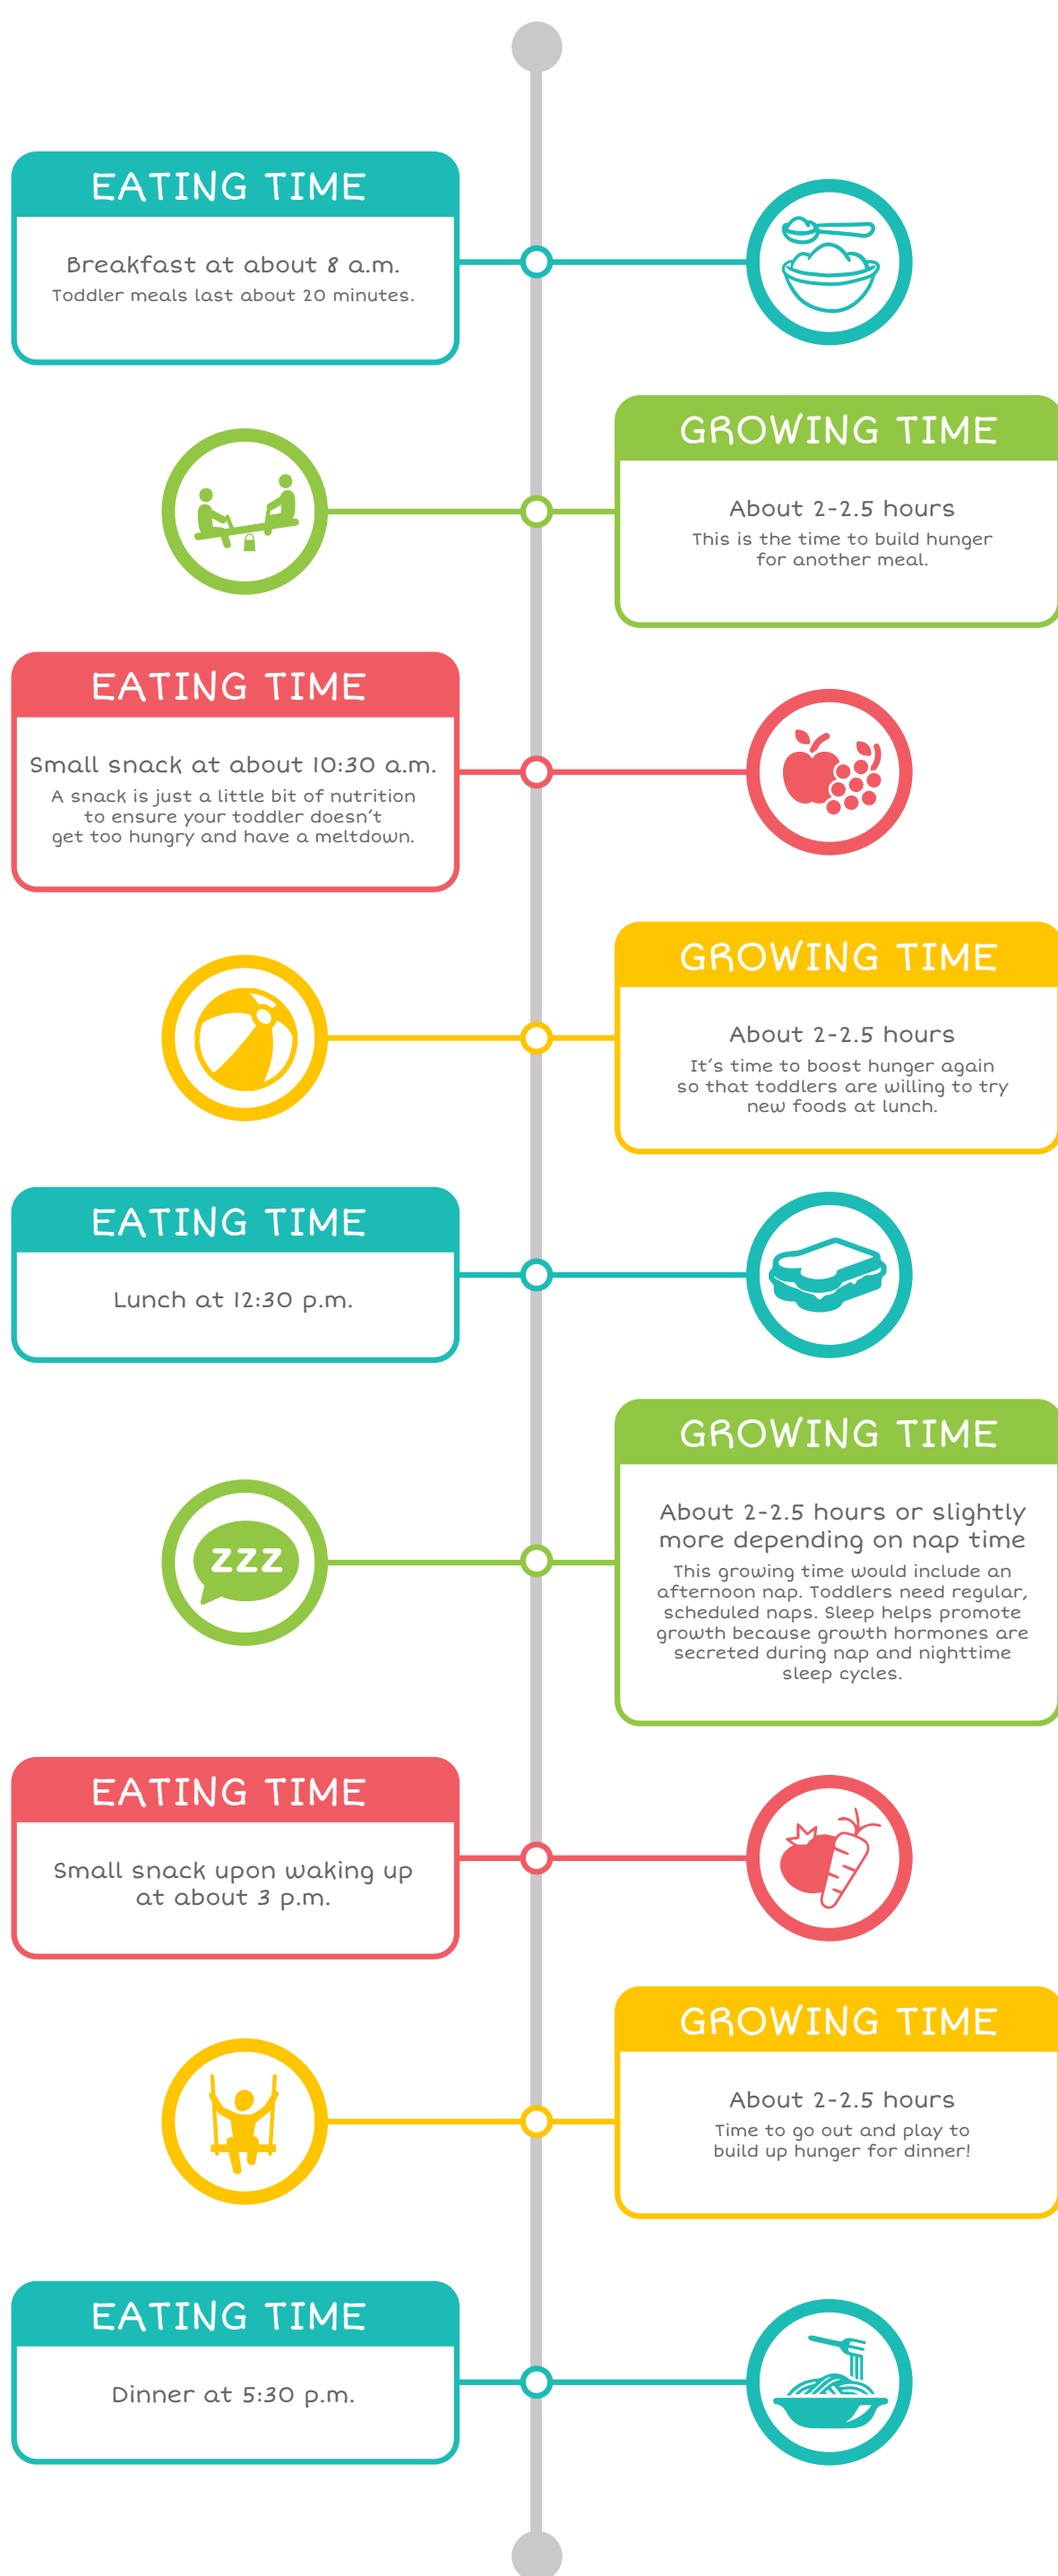 EATING TIME
Breakfast at about 8 a.m.
Toddler meals last about 20 minutes.
GROWING TIME
About 2-2.5 hours
This is the time to build hunger
for another meal.
EATING TIME
Small snack at about 10:30 a.m.
A snack is just a little bit of nutrition
to ensure your toddler doesn't
get too hungry and have a meltdown.
GROWING TIME
About 2-2.5 hours
It's time to boost hunger again
so that toddlers are willing to try
new foods at lunch.
EATING TIME
Lunch at 12:30 p.m.
GROWING TIME
About 2-2.5 hours or slightly
more depending on nap time
This growing time would include an
afternoon nap. Toddlers need regular,
scheduled naps. Sleep helps promote
growth because growth hormones are
secreted during nap and nighttime
sleep cycles.
zzz
EATING TIME
Small snack upon waking up
at about 3 p.m.
GROWING TIME
About 2-2.5 hours
Time to go out and play to
build up hunger for dinner!
EATING TIME
Dinner at 5:30 p.m.